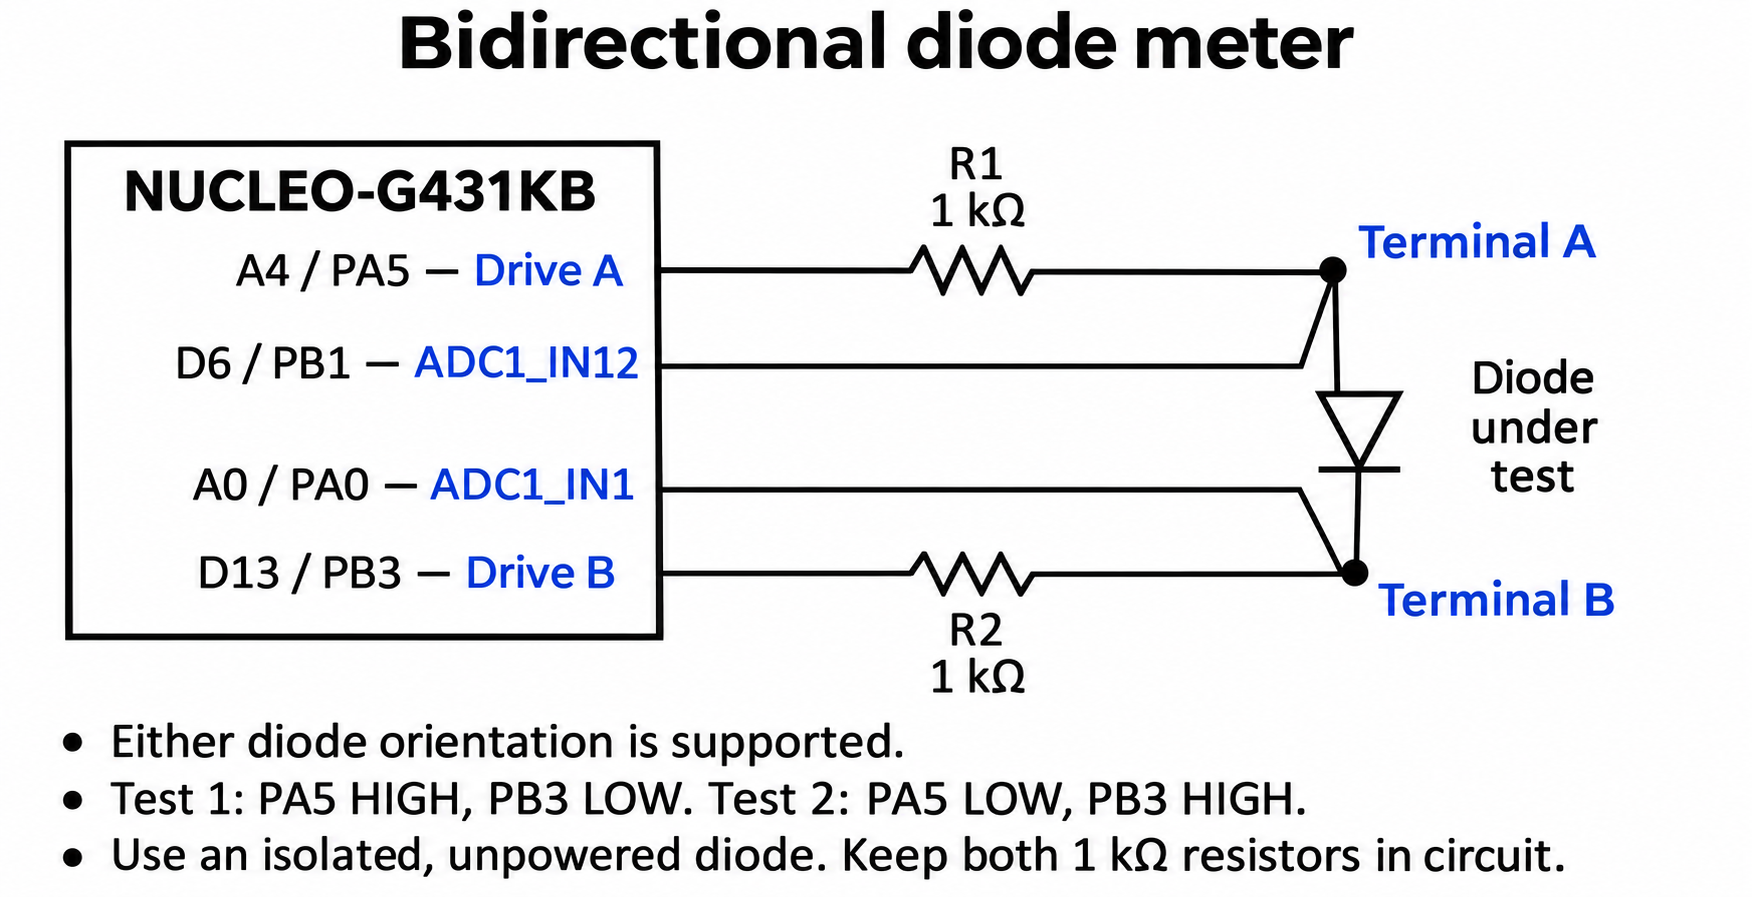 Bidirectional diode meter
NUCLEO-G431KB
A4 / PA5 — Drive A
D6 / PB1 — ADC1_IN12
A0 / PA0 — ADC1_IN1
D13 / PB3 — Drive B
R1
1 kΩ
Terminal A
Diode
under
test
Terminal B
R2
1 kΩ
• Either diode orientation is supported.
• Test 1: PA5 HIGH, PB3 LOW. Test 2: PA5 LOW, PB3 HIGH.
• Use an isolated, unpowered diode. Keep both 1 kΩ resistors in circuit.